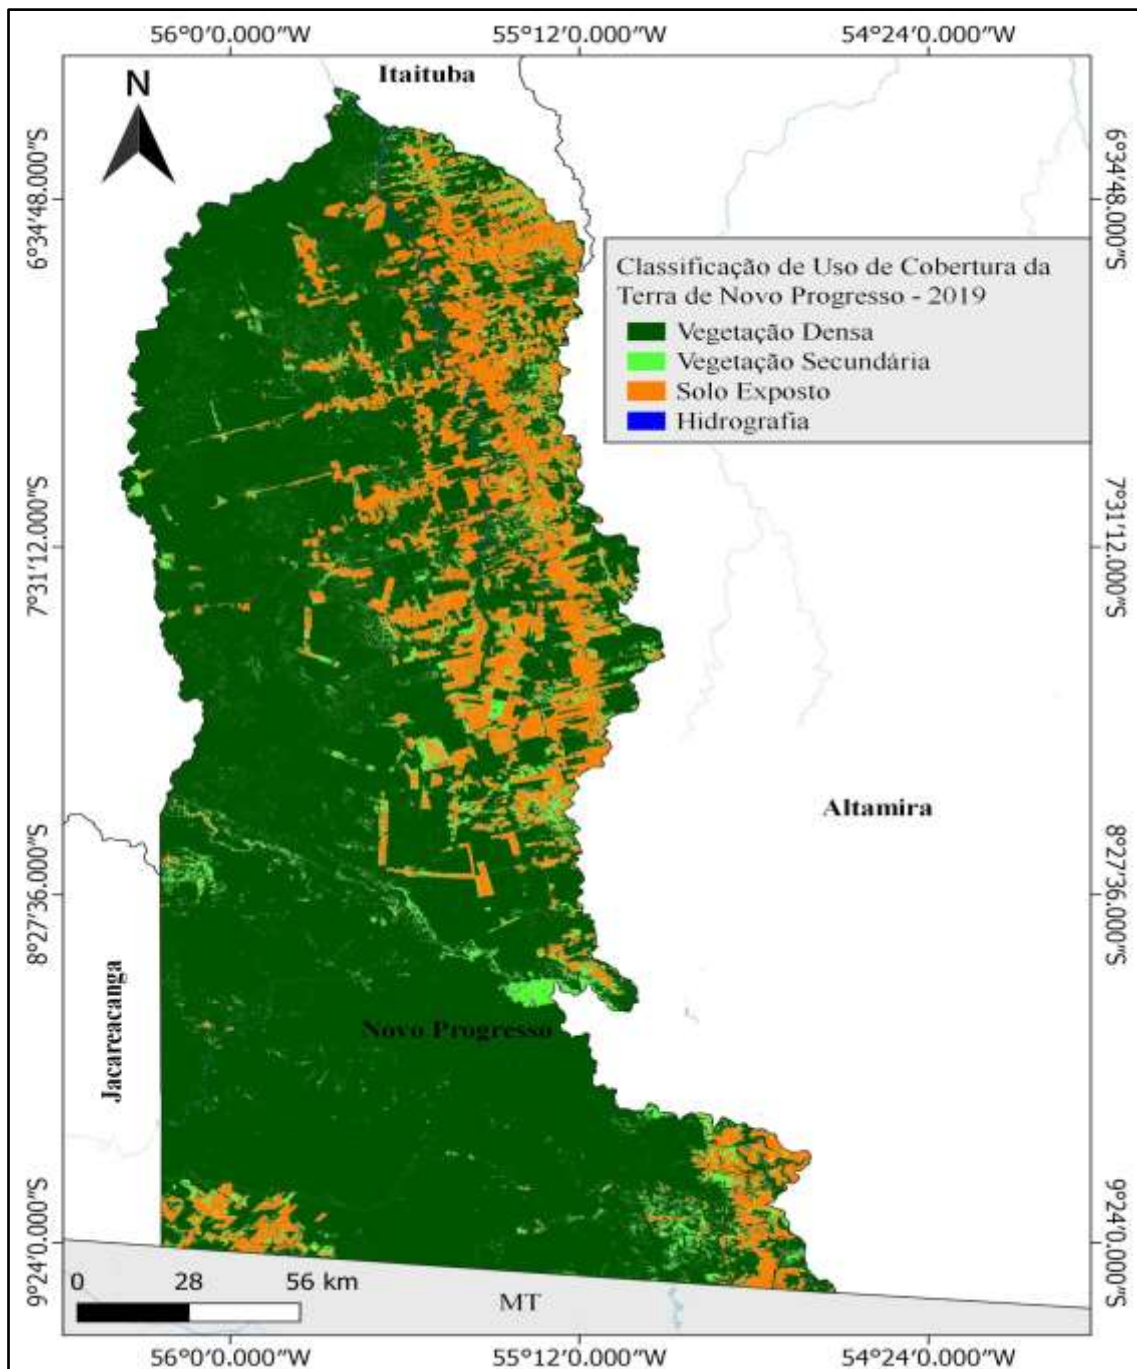 56°0′0.000″W 55°12′0.000″W 54°24′0.000″W
Itaituba
N
6°34′48.000″S
6°34′48.000″S
Classificação de Uso de Cobertura da
Terra de Novo Progresso - 2019
Vegetação Densa
Vegetação Secundária
Solo Exposto
Hidrografia
7°31′12.000″S
7°31′12.000″S
Altamira
8°27′36.000″S
8°27′36.000″S
Jacareacanga
Novo Progresso
9°24′0.000″S
9°24′0.000″S
0 28 56 km
MT
56°0′0.000″W 55°12′0.000″W 54°24′0.000″W